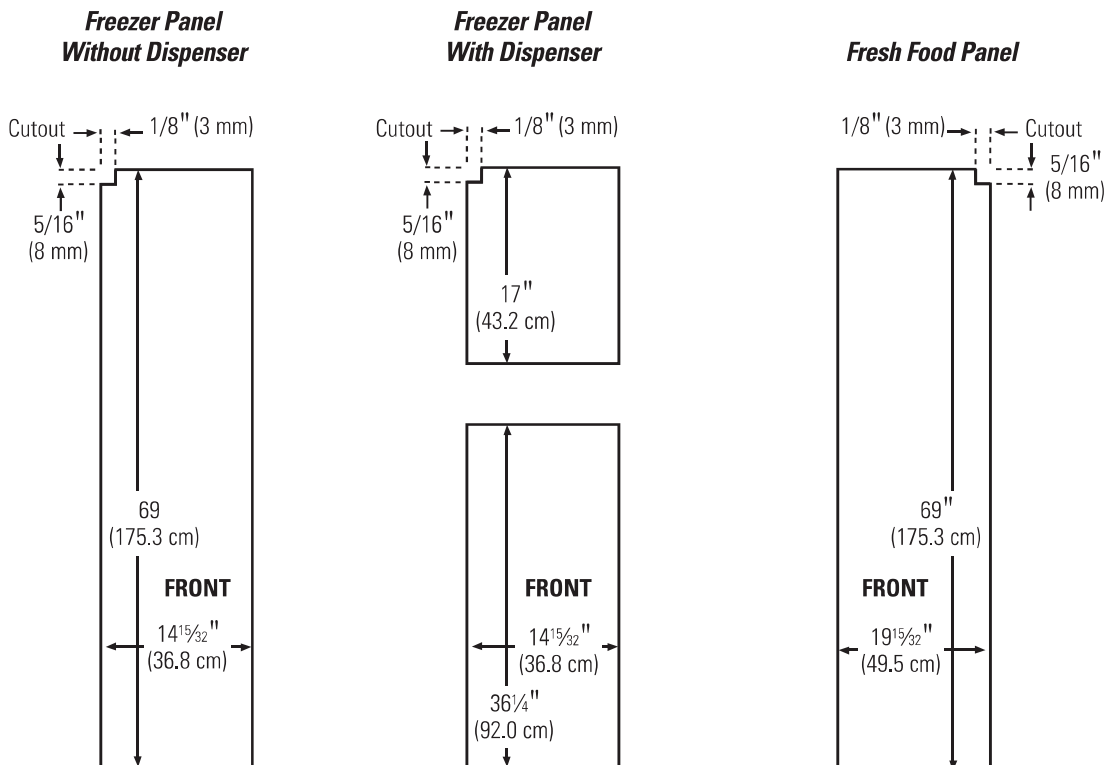 Freezer Panel
Without Dispenser
Cutout
1/8" (3 mm)
5/16"
(8 mm)
69
(175.3 cm)
FRONT
14 15/32"
(36.8 cm)
Freezer Panel
With Dispenser
Cutout
1/8" (3 mm)
5/16"
(8 mm)
17"
(43.2 cm)
FRONT
14 15/32"
(36.8 cm)
36 1/4"
(92.0 cm)
Fresh Food Panel
1/8" (3 mm)
Cutout
5/16"
(8 mm)
69"
(175.3 cm)
FRONT
19 15/32"
(49.5 cm)